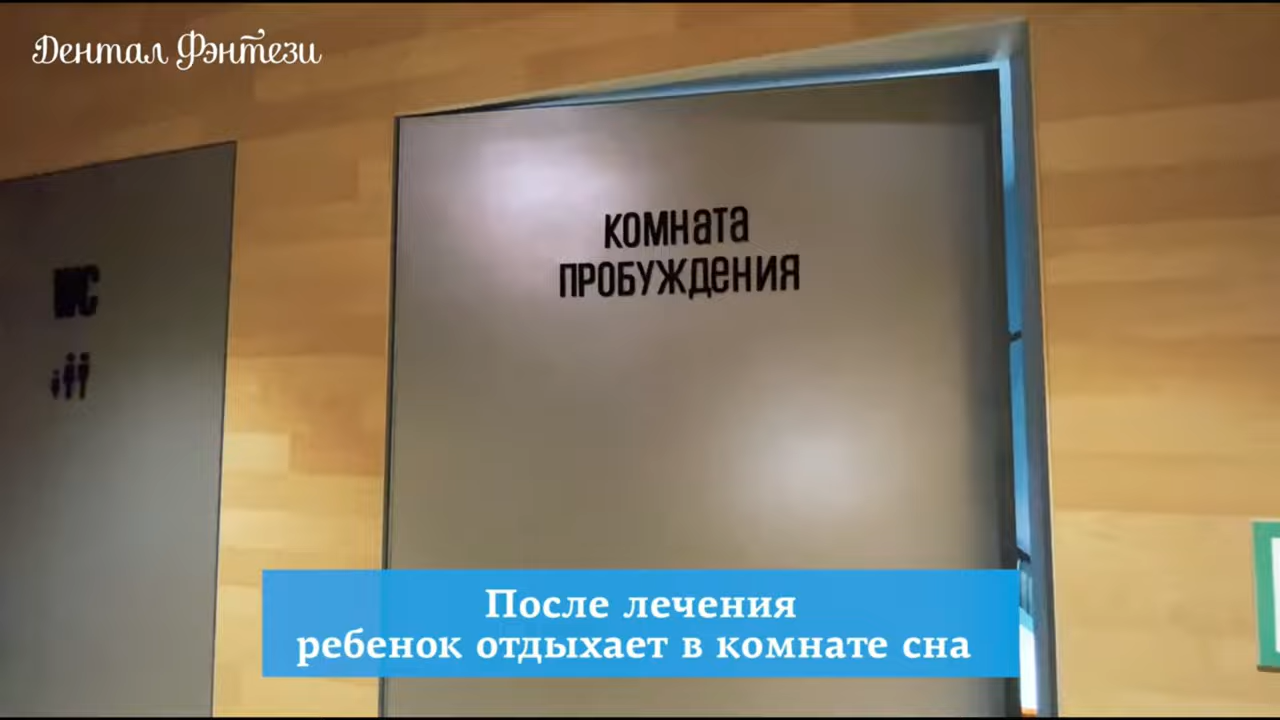 Дентал Фэнтези
WC
КОМНаТа
ПРОБУЖДеНИЯ
После лечения
ребенок отдыхает в комнате сна